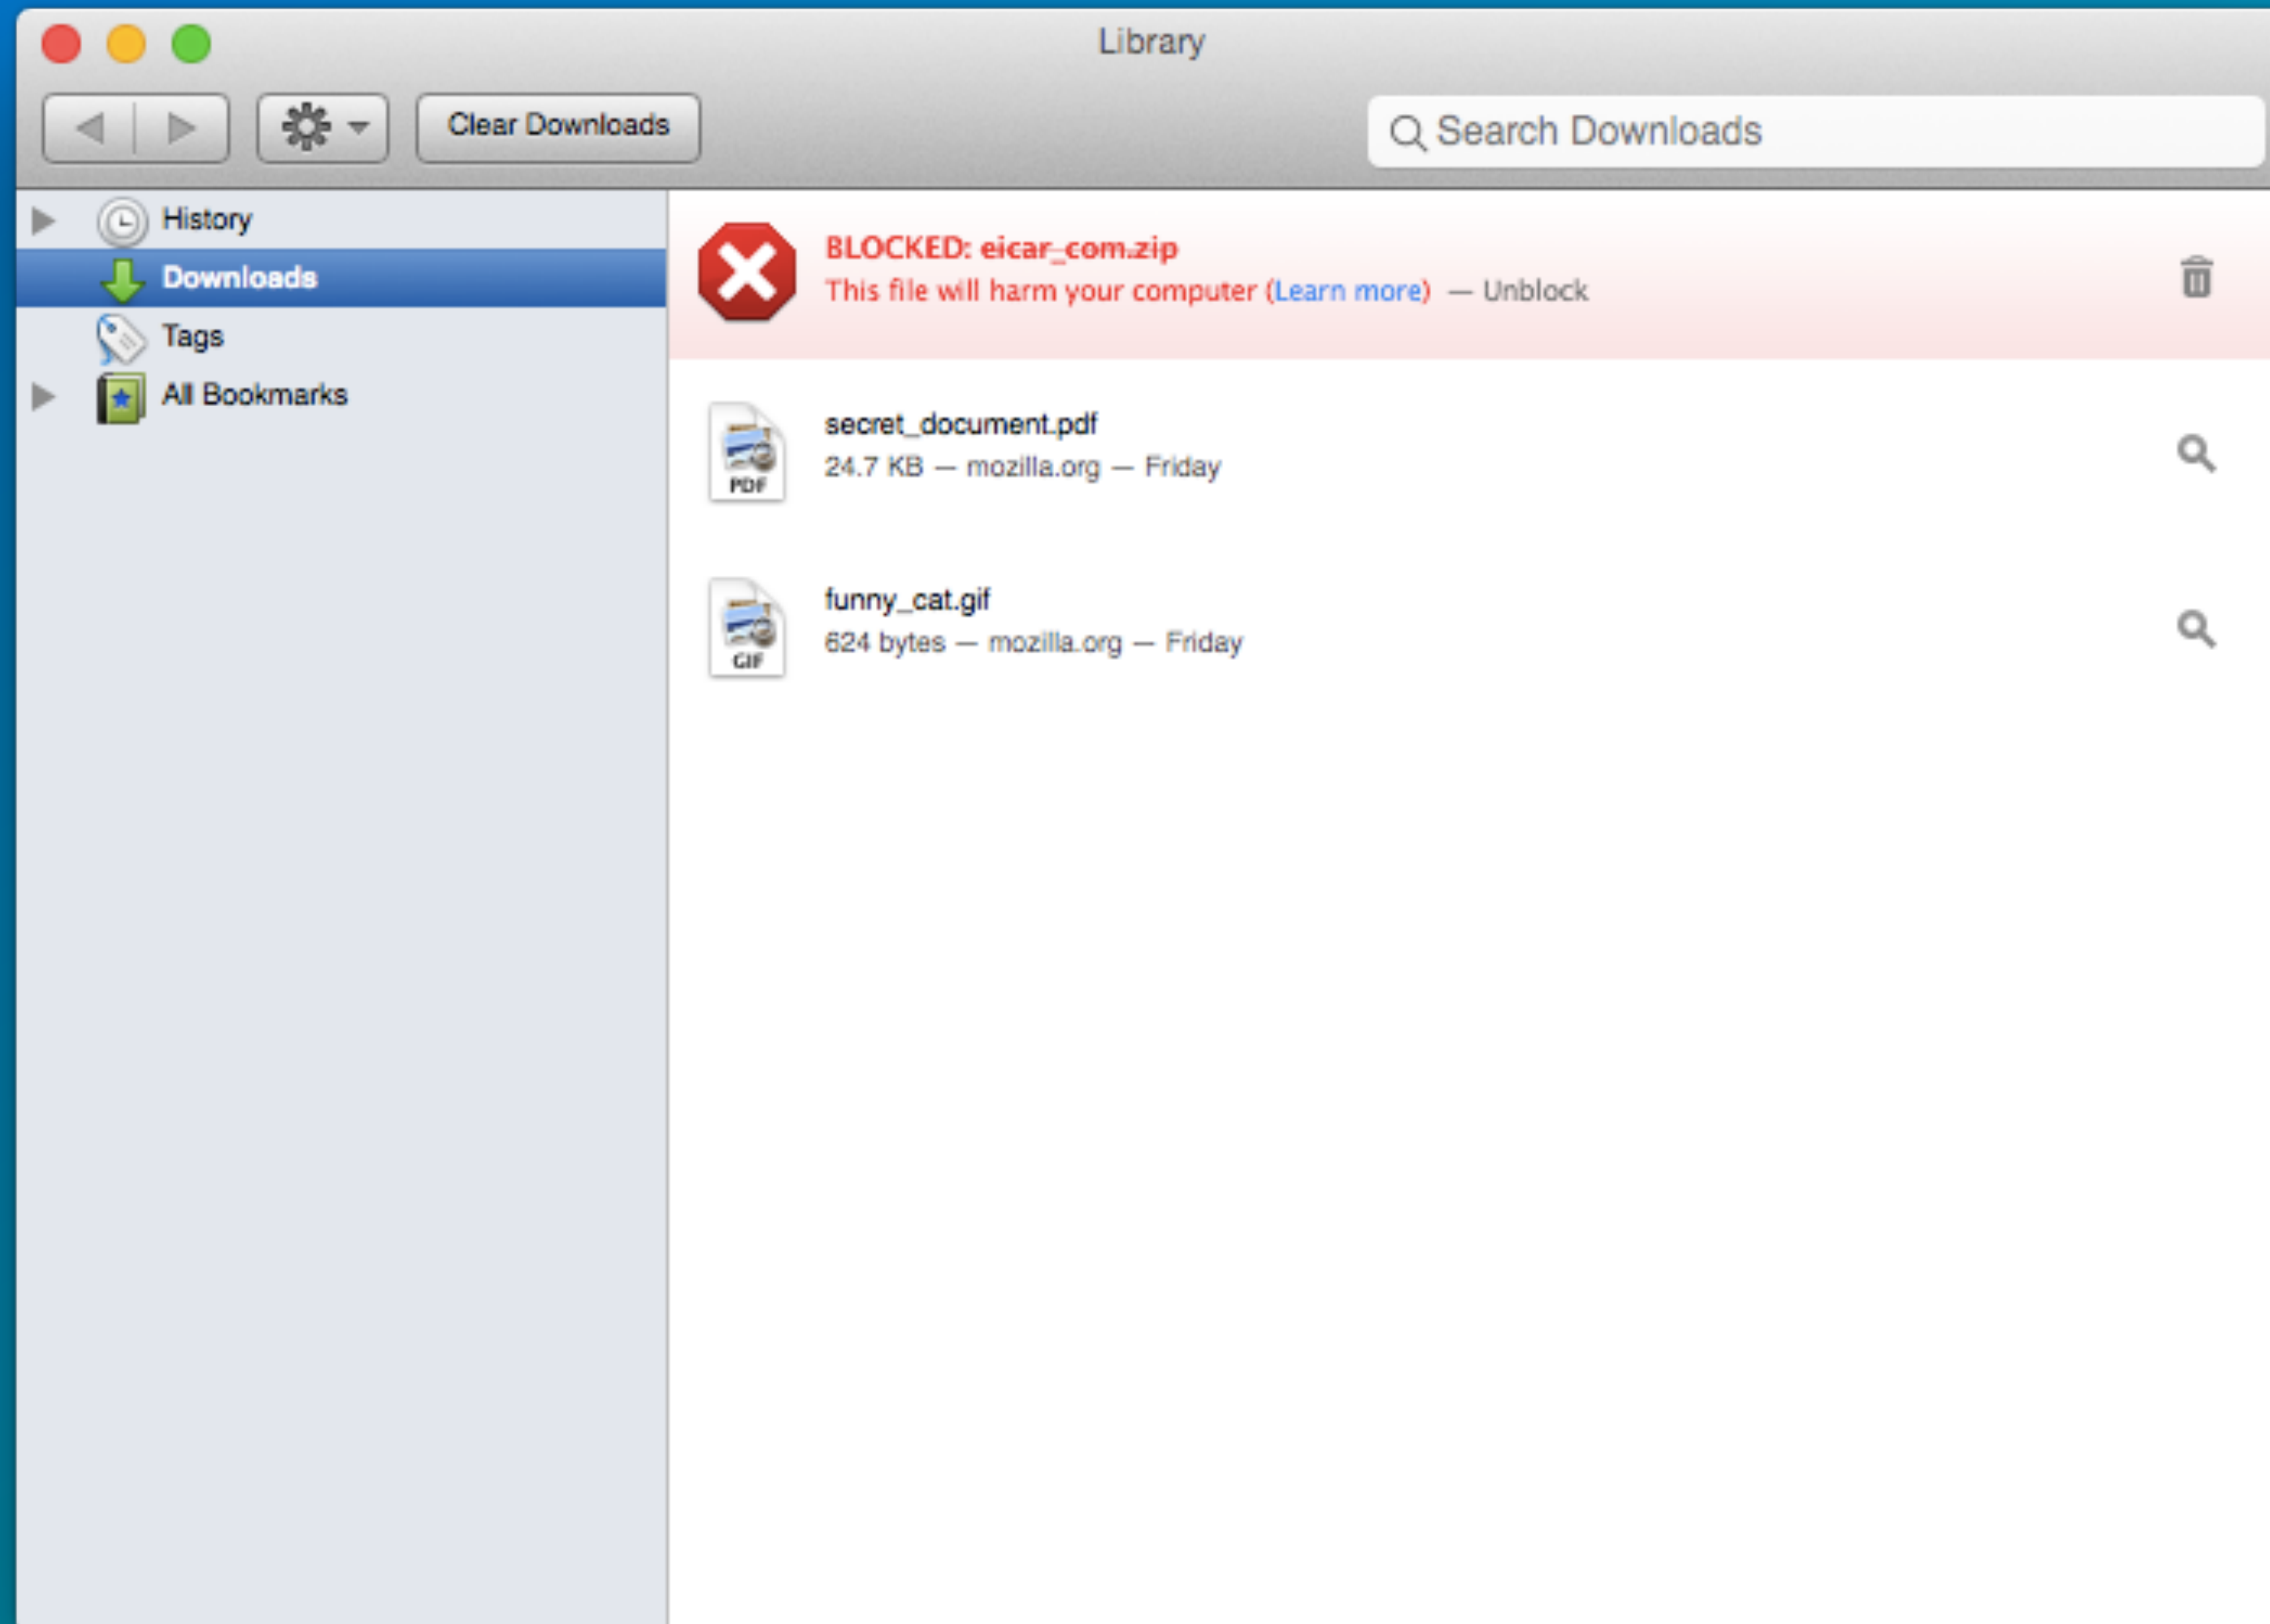 Library
Clear Downloads
Search Downloads
History
Downloads
Tags
All Bookmarks
BLOCKED: eicar_com.zip
This file will harm your computer (Learn more) — Unblock
PDF
secret_document.pdf
24.7 KB — mozilla.org — Friday
GIF
funny_cat.gif
624 bytes — mozilla.org — Friday